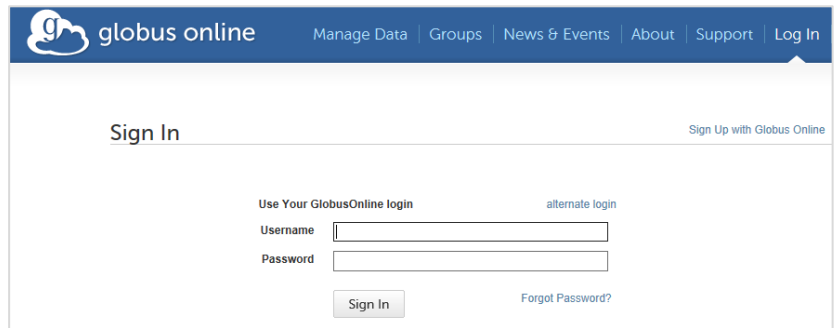 g globus online Manage Data Groups News & Events About Support Log In
Sign In Sign Up with Globus Online
Use Your GlobusOnline login alternate login
Username
Password
Sign In Forgot Password?